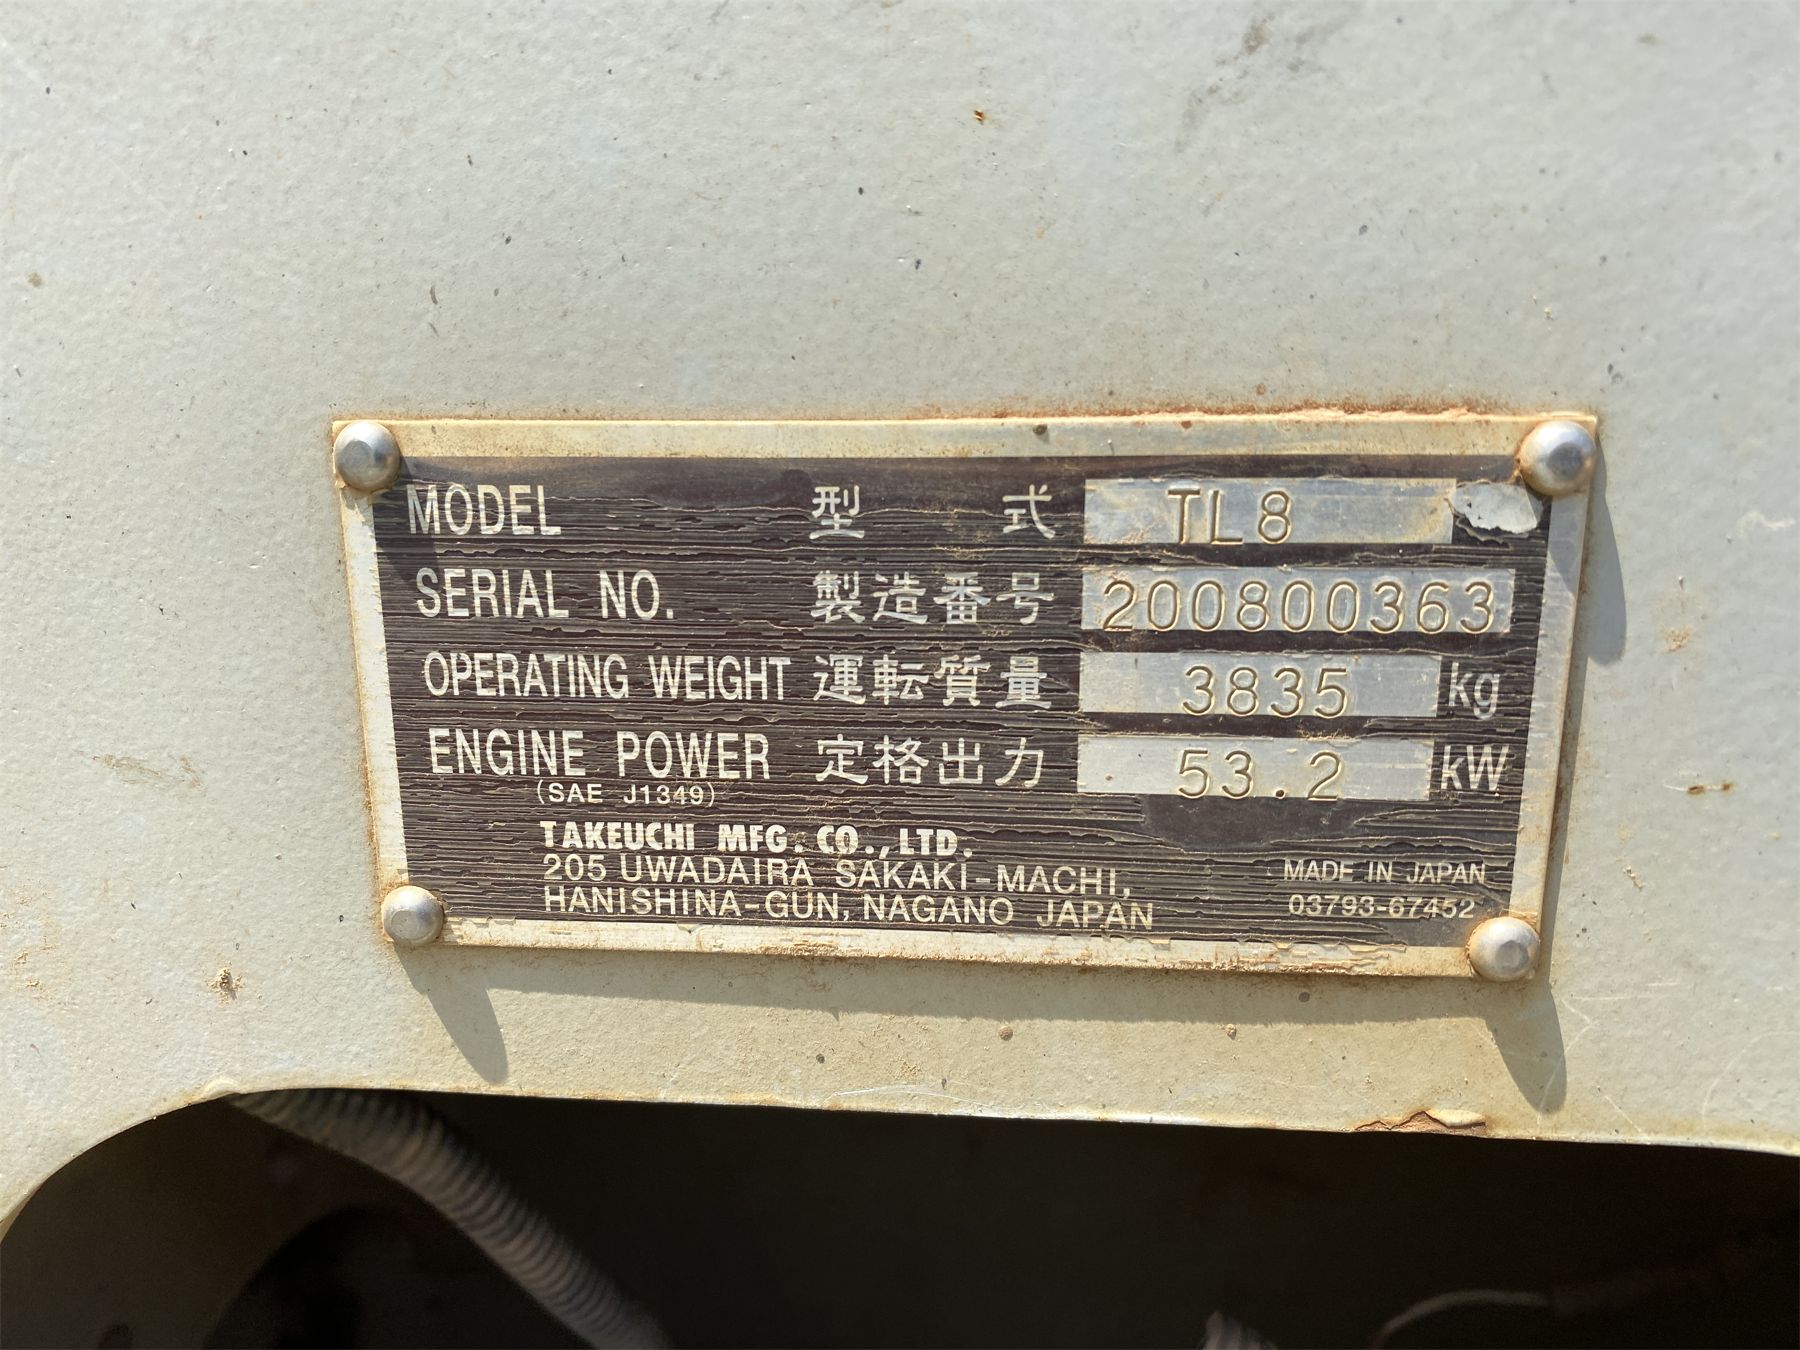 MODEL 型式 TL8
SERIAL NO. 製造番号 200800363
OPERATING WEIGHT 運転質量 3835 kg
ENGINE POWER 定格出力 53.2 kW
(SAE J1349)
TAKEUCHI MFG. CO., LTD.
205 UWADAIRA SAKAKI-MACHI,
HANISHINA-GUN, NAGANO JAPAN
MADE IN JAPAN
03793-67452